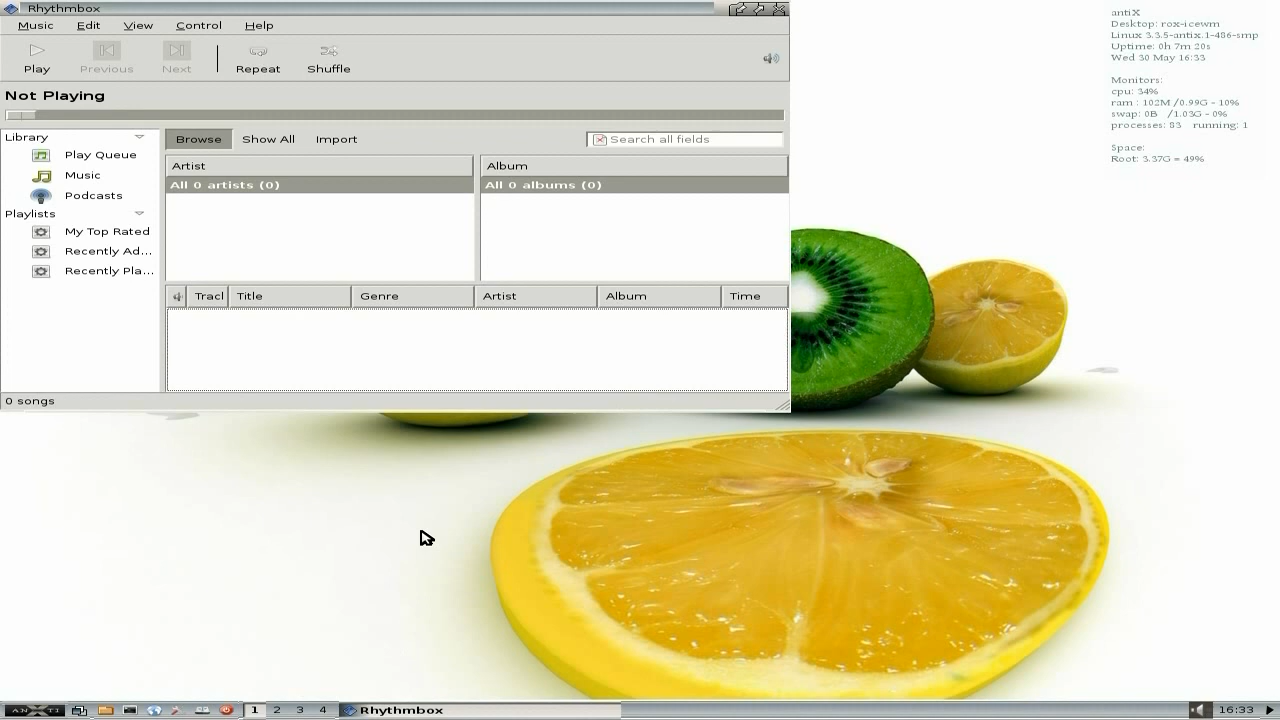 Rhythmbox
Music Edit View Control Help
Play Previous Next Repeat Shuffle
Not Playing
Library
Play Queue
Music
Podcasts
Playlists
My Top Rated
Recently Ad...
Recently Pla...
Browse Show All Import Search all fields
Artist Album
All 0 artists (0) All 0 albums (0)
Tracl Title Genre Artist Album Time
0 songs
antiX
Desktop: rox-icewm
Linux 3.3.5-antix.1-486-smp
Uptime: 0h 7m 20s
Wed 30 May 16:33
Monitors:
cpu: 34%
ram : 102M /0.99G - 10%
swap: 0B /1.03G - 0%
processes: 83 running: 1
Space:
Root: 3.37G = 49%
ANXTI 1 2 3 4 Rhythmbox 16:33